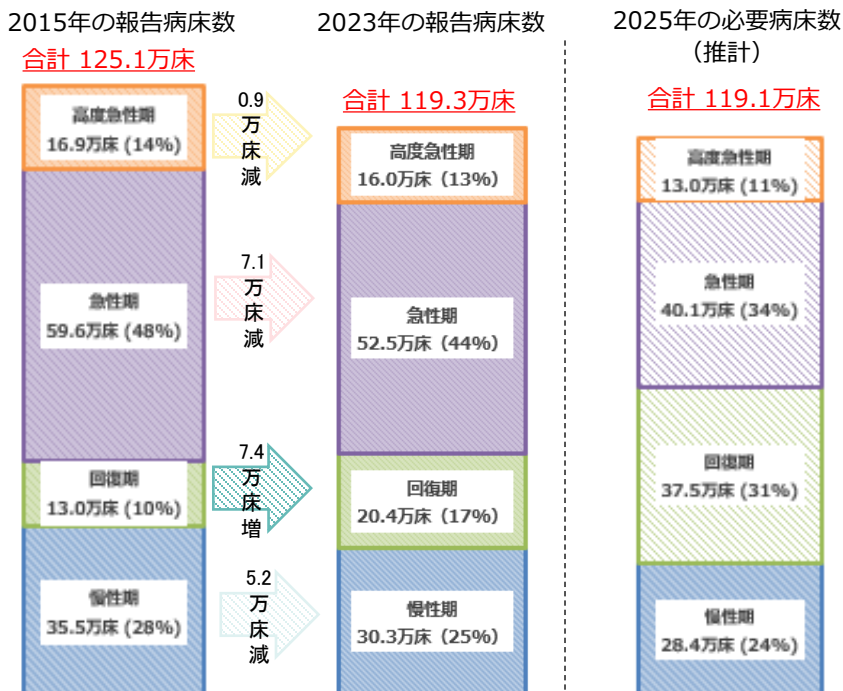 2015年の報告病床数
合計 125.1万床
高度急性期
16.9万床 (14%)
急性期
59.6万床 (48%)
回復期
13.0万床 (10%)
慢性期
35.5万床 (28%)
0.9
万
床
減
7.1
万
床
減
7.4
万
床
増
5.2
万
床
減
2023年の報告病床数
合計 119.3万床
高度急性期
16.0万床（13%）
急性期
52.5万床（44%）
回復期
20.4万床（17%）
慢性期
30.3万床（25%）
2025年の必要病床数
（推計）
合計 119.1万床
高度急性期
13.0万床 (11%)
急性期
40.1万床 (34%)
回復期
37.5万床 (31%)
慢性期
28.4万床 (24%)